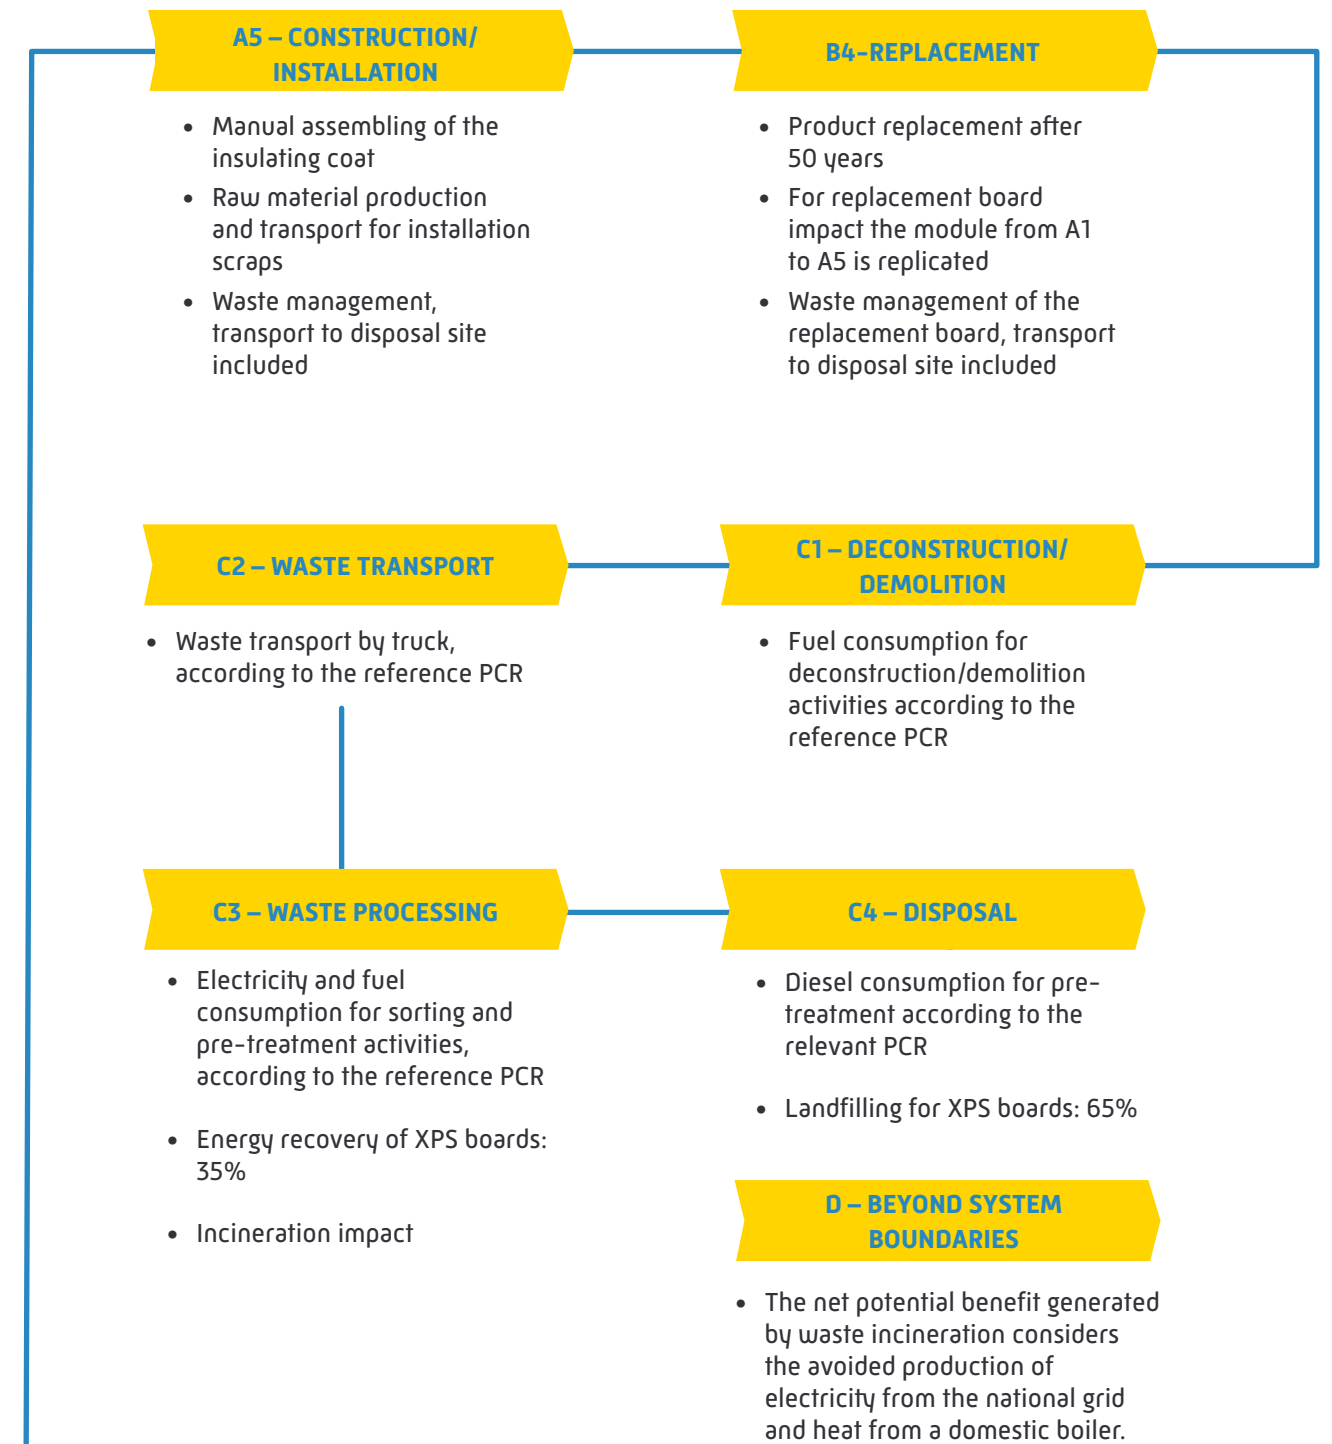 A5 – CONSTRUCTION/
INSTALLATION
• Manual assembling of the
insulating coat
• Raw material production
and transport for installation
scraps
• Waste management,
transport to disposal site
included
B4-REPLACEMENT
• Product replacement after
50 years
• For replacement board
impact the module from A1
to A5 is replicated
• Waste management of the
replacement board, transport
to disposal site included
C2 – WASTE TRANSPORT
• Waste transport by truck,
according to the reference PCR
C1 – DECONSTRUCTION/
DEMOLITION
• Fuel consumption for
deconstruction/demolition
activities according to the
reference PCR
C3 – WASTE PROCESSING
• Electricity and fuel
consumption for sorting and
pre-treatment activities,
according to the reference PCR
• Energy recovery of XPS boards:
35%
• Incineration impact
C4 – DISPOSAL
• Diesel consumption for pre-
treatment according to the
relevant PCR
• Landfilling for XPS boards: 65%
D – BEYOND SYSTEM
BOUNDARIES
• The net potential benefit generated
by waste incineration considers
the avoided production of
electricity from the national grid
and heat from a domestic boiler.